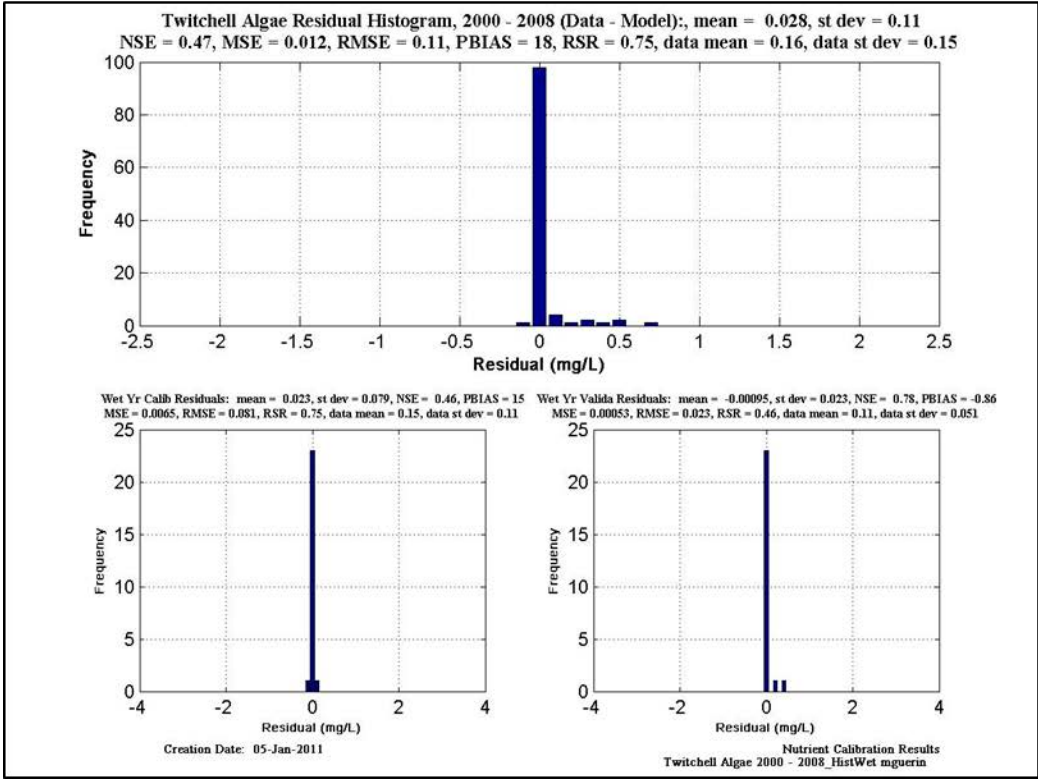 Twitchell Algae Residual Histogram, 2000 - 2008 (Data - Model):, mean = 0.028, st dev = 0.11
NSE = 0.47, MSE = 0.012, RMSE = 0.11, PBIAS = 18, RSR = 0.75, data mean = 0.16, data st dev = 0.15
100
80
60
40
20
0
Frequency
-2.5 -2 -1.5 -1 -0.5 0 0.5 1 1.5 2 2.5
Residual (mg/L)
Wet Yr Calib Residuals: mean = 0.023, st dev = 0.079, NSE = 0.46, PBIAS = 15
MSE = 0.0065, RMSE = 0.081, RSR = 0.75, data mean = 0.15, data st dev = 0.11
25
20
15
10
5
0
Frequency
-4 -2 0 2 4
Residual (mg/L)
Wet Yr Valida Residuals: mean = -0.00095, st dev = 0.023, NSE = 0.78, PBIAS = -0.86
MSE = 0.00053, RMSE = 0.023, RSR = 0.46, data mean = 0.11, data st dev = 0.051
25
20
15
10
5
0
Frequency
-4 -2 0 2 4
Residual (mg/L)
Creation Date: 05-Jan-2011
Nutrient Calibration Results
Twitchell Algae 2000 - 2008_HistWet mguerin